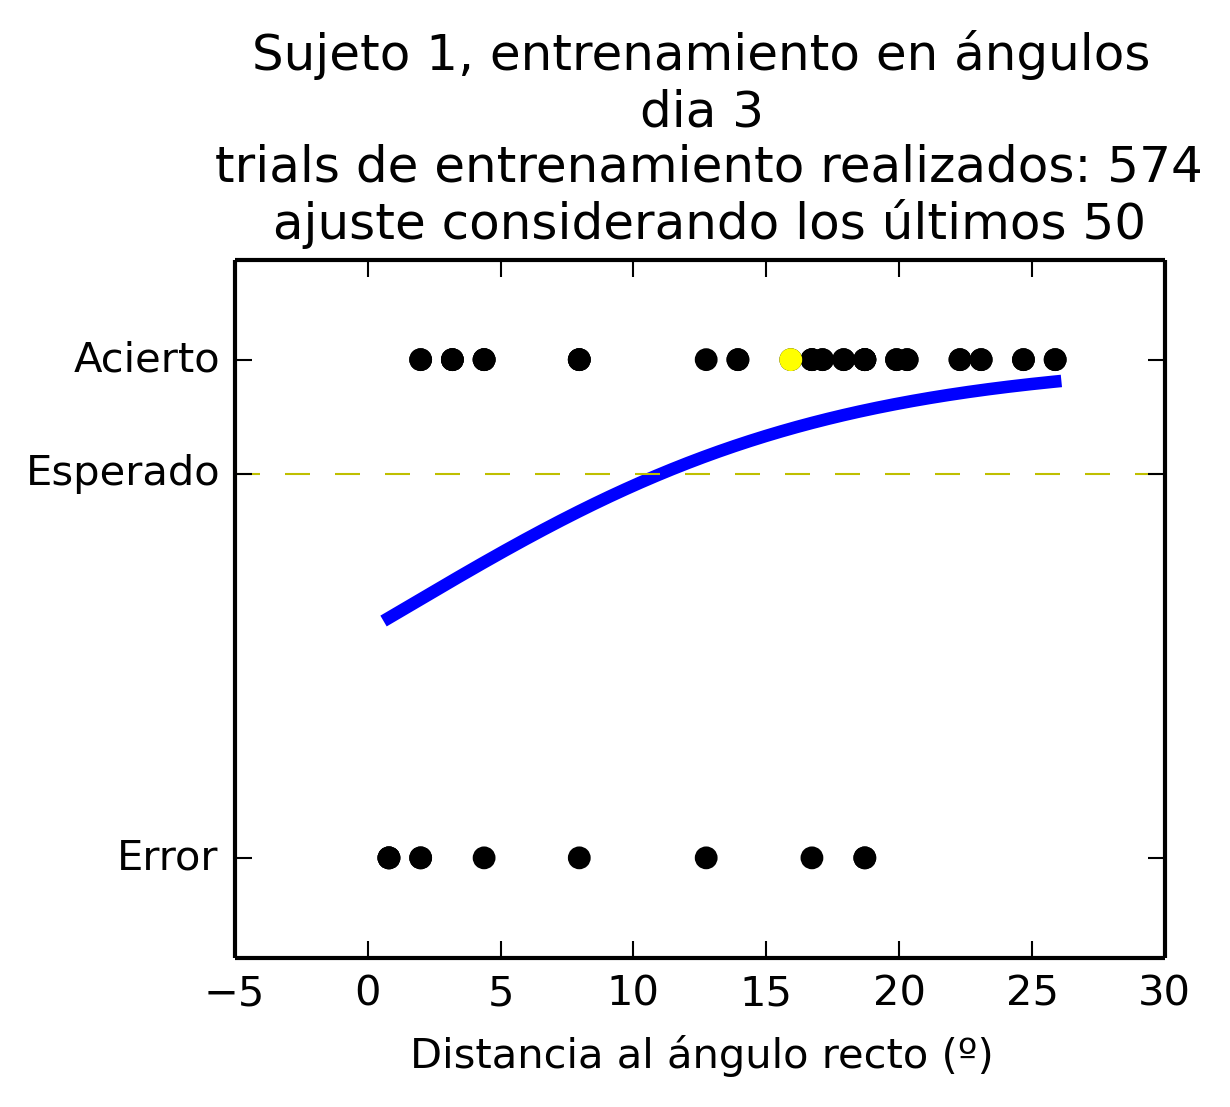 Sujeto 1, entrenamiento en ángulos
dia 3
trials de entrenamiento realizados: 574
ajuste considerando los últimos 50
Acierto
Esperado
Error
−5 0 5 10 15 20 25 30
Distancia al ángulo recto (º)